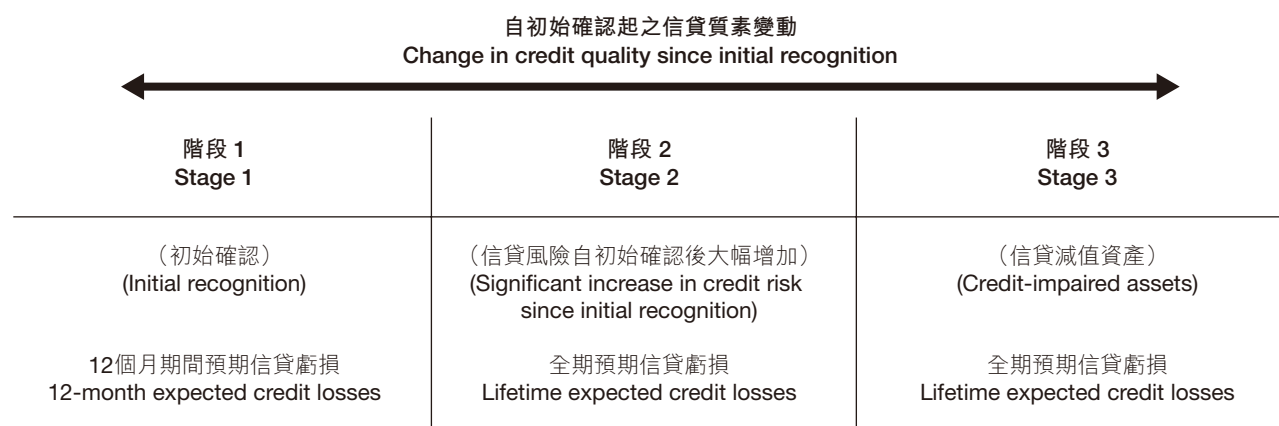 自初始確認起之信貸質素變動
Change in credit quality since initial recognition
階段 1
Stage 1
階段 2
Stage 2
階段 3
Stage 3
（初始確認）
(Initial recognition)
（信貸風險自初始確認後大幅增加）
(Significant increase in credit risk
since initial recognition)
（信貸減值資產）
(Credit-impaired assets)
12個月期間預期信貸虧損
12-month expected credit losses
全期預期信貸虧損
Lifetime expected credit losses
全期預期信貸虧損
Lifetime expected credit losses